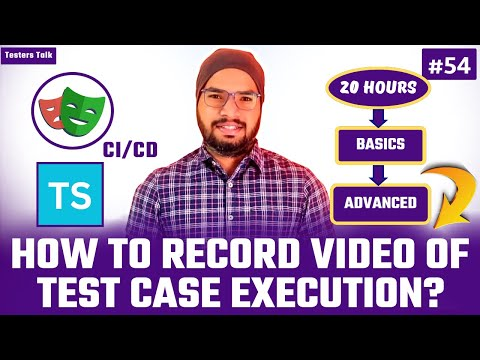 Testers Talk
#54
20 HOURS
CI/CD
BASICS
TS
ADVANCED
HOW TO RECORD VIDEO OF
TEST CASE EXECUTION?